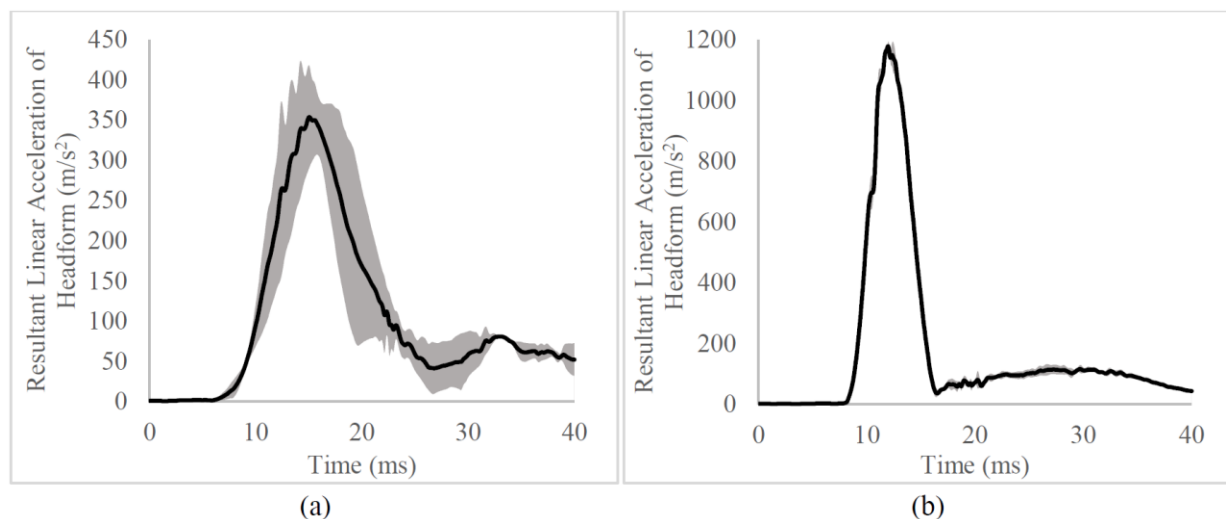 Resultant Linear Acceleration of
Headform (m/s²)
450
400
350
300
250
200
150
100
50
0
0 10 20 30 40
Time (ms)
(a)
Resultant Linear Acceleration of
Headform (m/s²)
1200
1000
800
600
400
200
0
0 10 20 30 40
Time (ms)
(b)